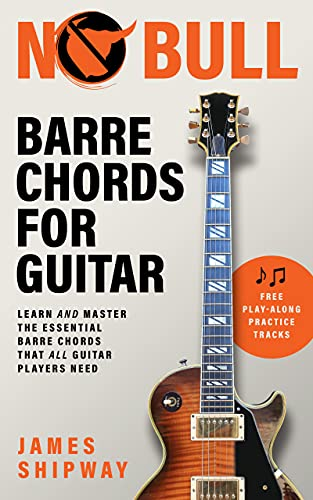 NO BULL
BARRE
CHORDS
FOR
GUITAR
LEARN AND MASTER
THE ESSENTIAL
BARRE CHORDS
THAT ALL GUITAR
PLAYERS NEED
FREE
PLAY-ALONG
PRACTICE
TRACKS
JAMES
SHIPWAY